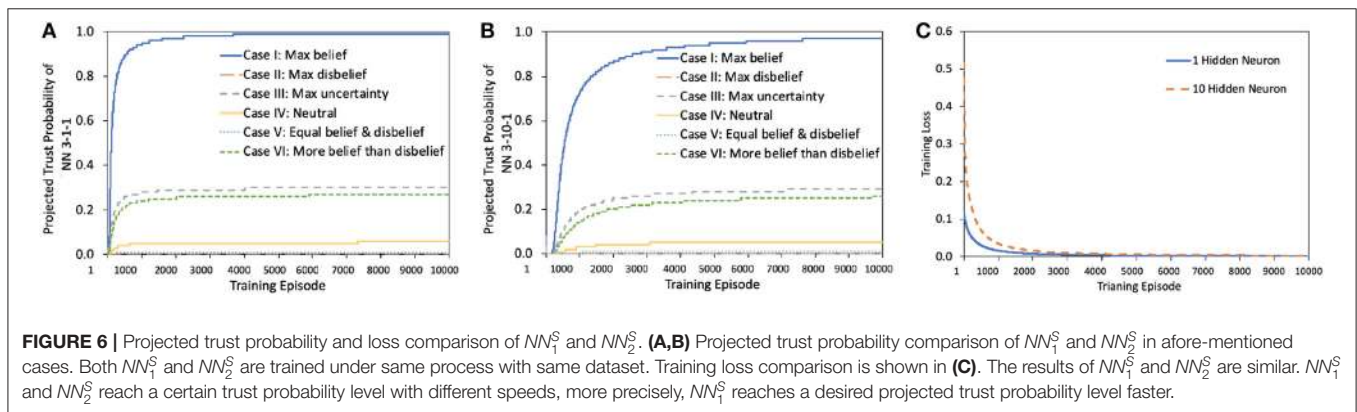 A
Projected Trust Probability of
NN 3-1-1
1.0
0.8
0.6
0.4
0.2
0.0
Case I: Max belief
Case II: Max disbelief
Case III: Max uncertainty
Case IV: Neutral
Case V: Equal belief & disbelief
Case VI: More belief than disbelief
1 1000 2000 3000 4000 5000 6000 7000 8000 9000 10000
Training Episode
B
Projected Trust Probability of
NN 3-10-1
1.0
0.8
0.6
0.4
0.2
0.0
Case I: Max belief
Case II: Max disbelief
Case III: Max uncertainty
Case IV: Neutral
Case V: Equal belief & disbelief
Case VI: More belief than disbelief
1 1000 2000 3000 4000 5000 6000 7000 8000 9000 10000
Training Episode
C
Training Loss
0.6
0.5
0.4
0.3
0.2
0.1
0.0
1 Hidden Neuron
10 Hidden Neuron
1 1000 2000 3000 4000 5000 6000 7000 8000 9000 10000
Trianing Episode
FIGURE 6 | Projected trust probability and loss comparison of NN₁ˢ and NN₂ˢ. (A,B) Projected trust probability comparison of NN₁ˢ and NN₂ˢ in afore-mentioned
cases. Both NN₁ˢ and NN₂ˢ are trained under same process with same dataset. Training loss comparison is shown in (C). The results of NN₁ˢ and NN₂ˢ are similar. NN₁ˢ
and NN₂ˢ reach a certain trust probability level with different speeds, more precisely, NN₁ˢ reaches a desired projected trust probability level faster.